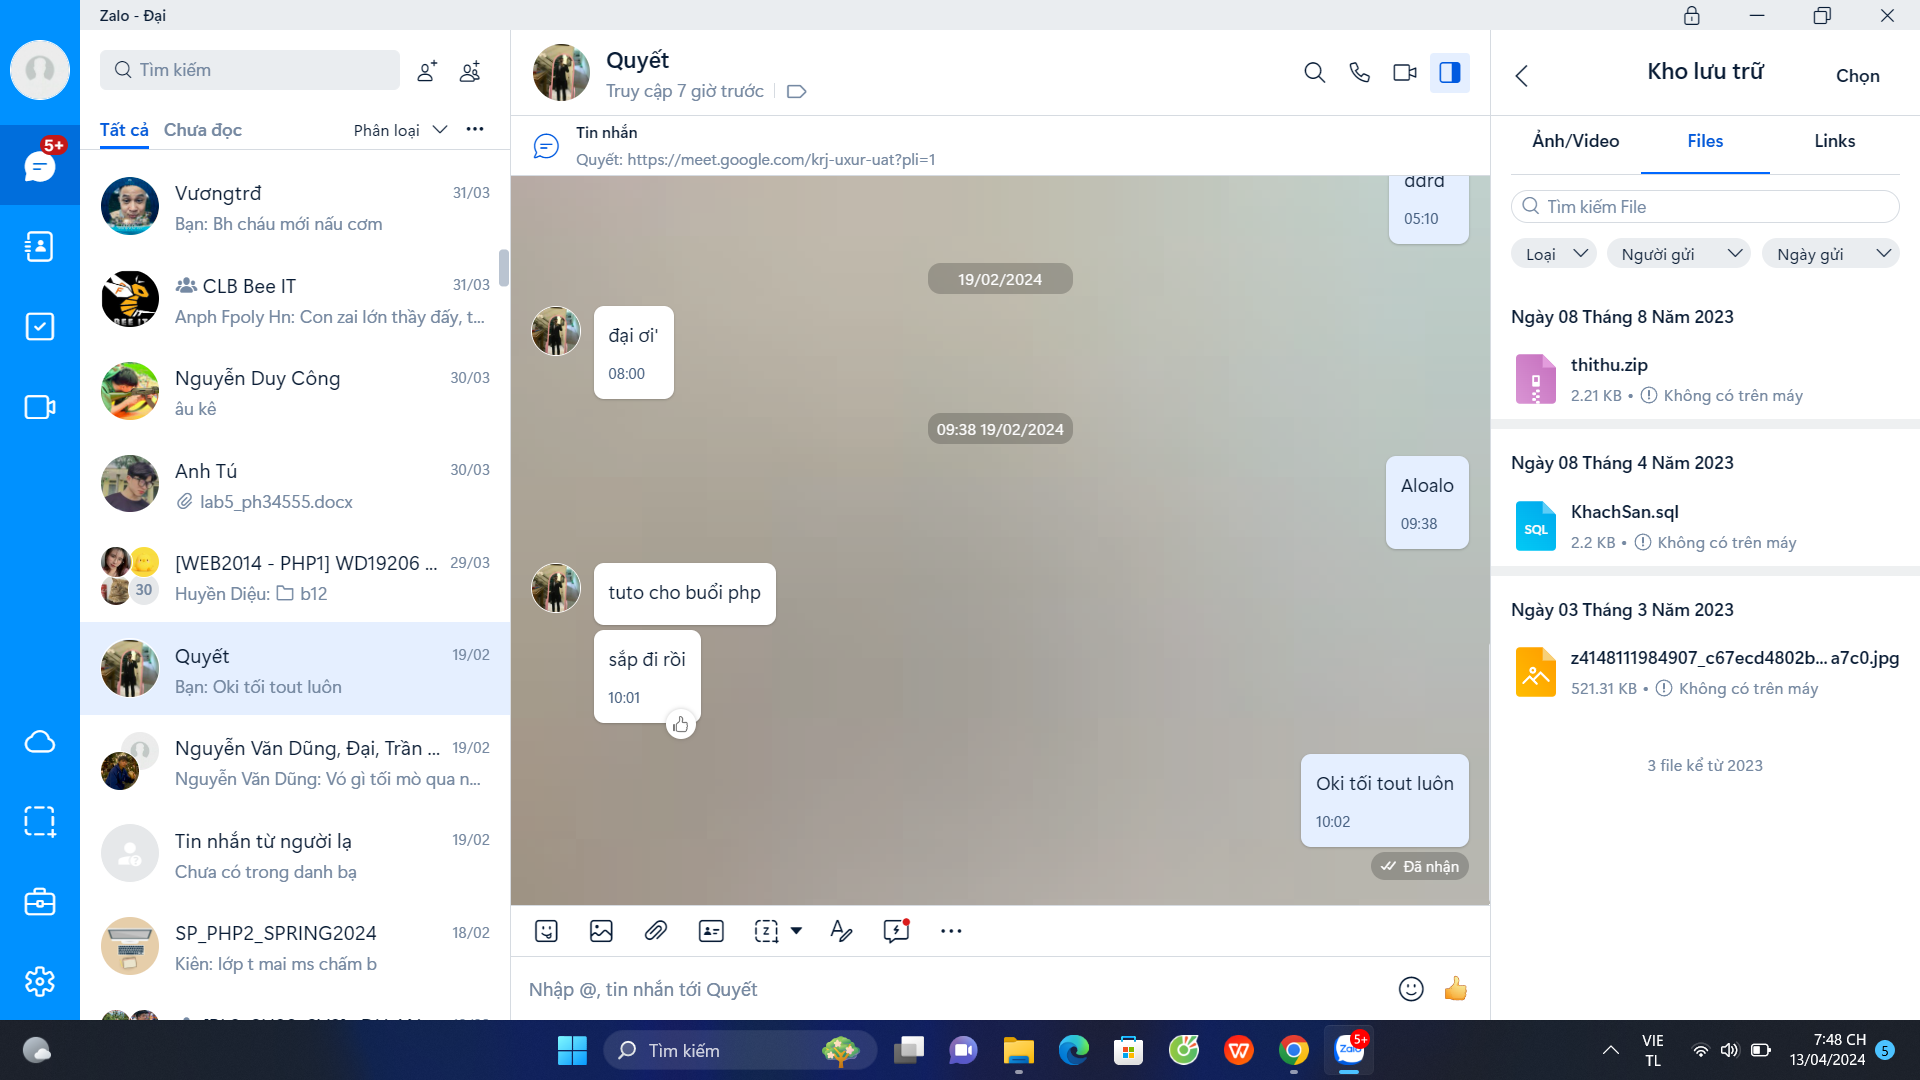 Zalo - Đại
Tìm kiếm
Tất cả
Chưa đọc
Phân loại
5+
Vươngtrđ
31/03
Bạn: Bh cháu mới nấu cơm
CLB Bee IT
31/03
Anph Fpoly Hn: Con zai lớn thầy đấy, t...
BEE IT
Nguyễn Duy Công
30/03
âu kê
Anh Tú
30/03
lab5_ph34555.docx
[WEB2014 - PHP1] WD19206 ...
29/03
30
Huyền Diệu: b12
Quyết
19/02
Bạn: Oki tối tout luôn
Nguyễn Văn Dũng, Đại, Trần ...
19/02
Nguyễn Văn Dũng: Vó gì tối mò qua n...
Tin nhắn từ người lạ
19/02
Chưa có trong danh bạ
SP_PHP2_SPRING2024
18/02
Kiên: lớp t mai ms chấm b
Quyết
Truy cập 7 giờ trước
Tin nhắn
Quyết: https://meet.google.com/krj-uxur-uat?pli=1
05:10
19/02/2024
đại ơi'
08:00
09:38 19/02/2024
Aloalo
09:38
tuto cho buổi php
sắp đi rồi
10:01
Oki tối tout luôn
10:02
Đã nhận
Nhập @, tin nhắn tới Quyết
Kho lưu trữ
Chọn
Ảnh/Video
Files
Links
Tìm kiếm File
Loại
Người gửi
Ngày gửi
Ngày 08 Tháng 8 Năm 2023
thithu.zip
2.21 KB • Không có trên máy
Ngày 08 Tháng 4 Năm 2023
SQL
KhachSan.sql
2.2 KB • Không có trên máy
Ngày 03 Tháng 3 Năm 2023
z4148111984907_c67ecd4802b... a7c0.jpg
521.31 KB • Không có trên máy
3 file kể từ 2023
Tìm kiếm
Zalo
5+
VIE
TL
7:48 CH
13/04/2024
5